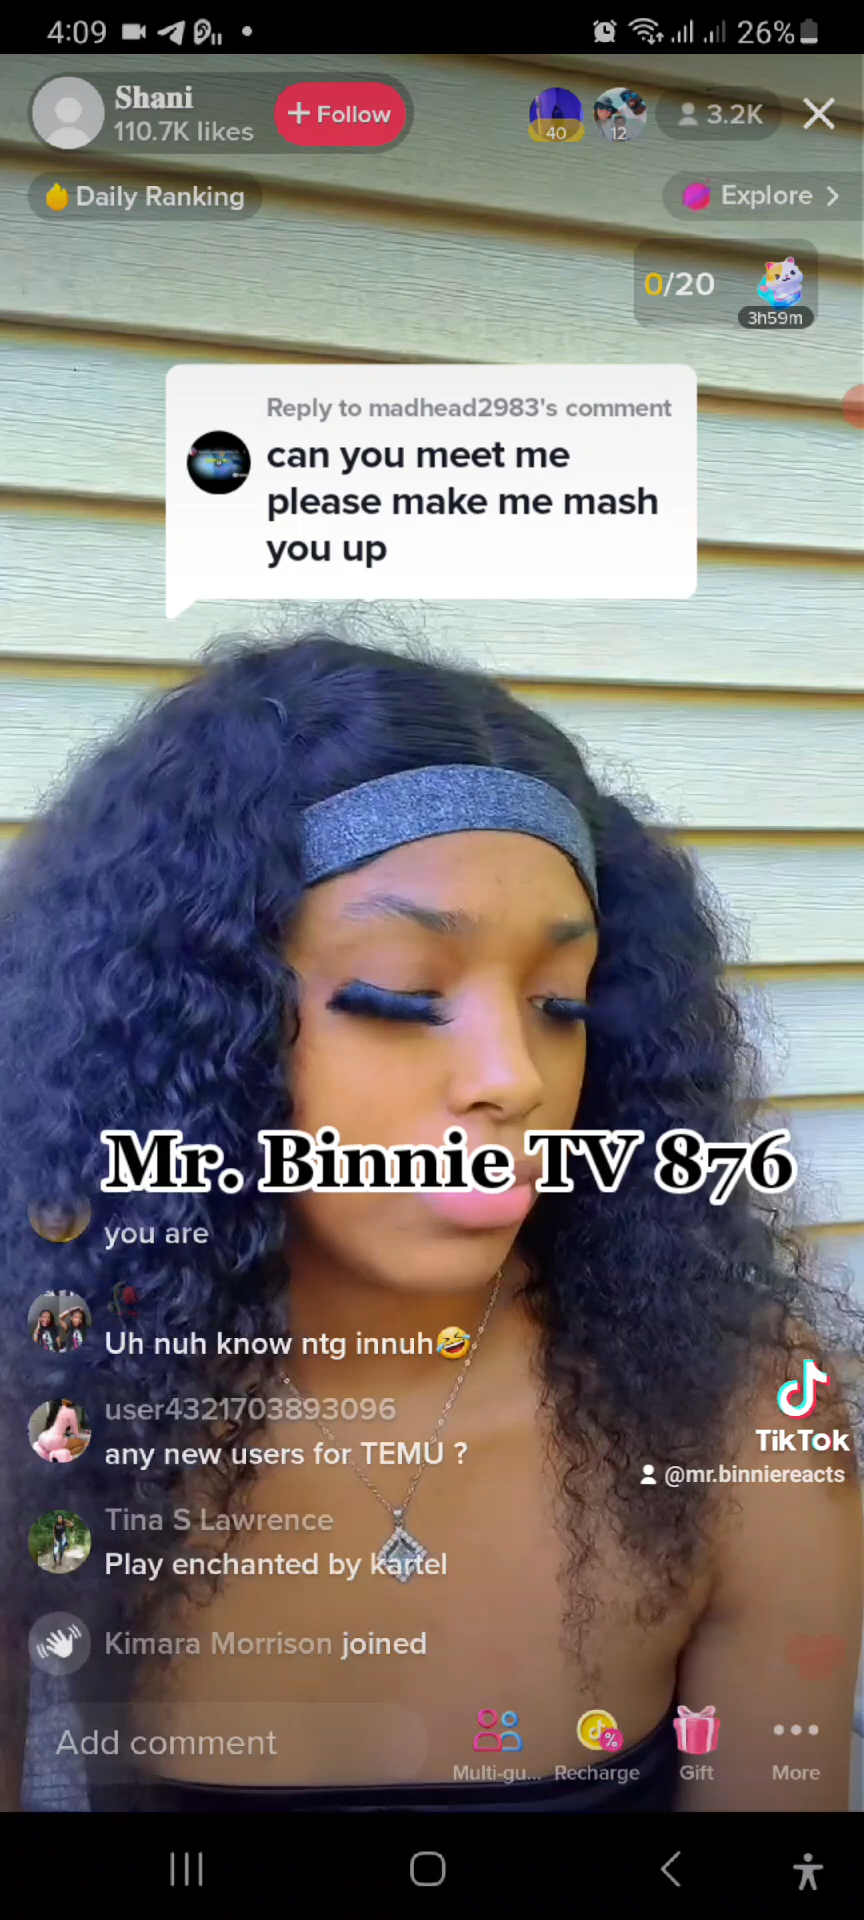 4:09
26%
Shani
110.7K likes
+ Follow
40
12
3.2K
Daily Ranking
Explore
0/20
3h59m
Reply to madhead2983's comment
can you meet me
please make me mash
you up
Mr. Binnie TV 876
you are
Uh nuh know ntg innuh🤣
user4321703893096
any new users for TEMU ?
TikTok
@mr.binniereacts
Tina S Lawrence
Play enchanted by kartel
Kimara Morrison joined
Add comment
Multi-gu...
Recharge
Gift
More